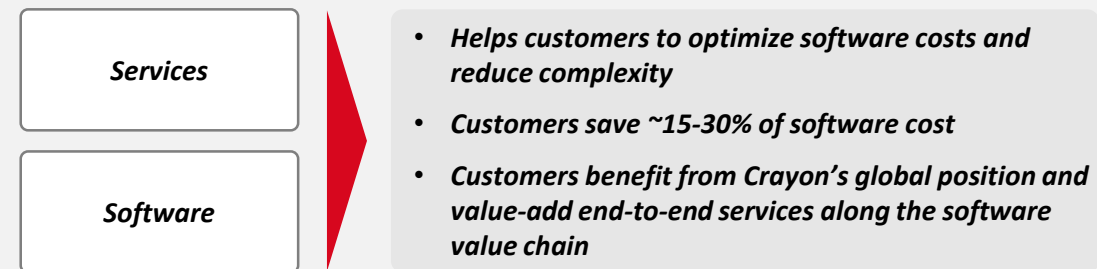 Services
Software
• Helps customers to optimize software costs and
reduce complexity
• Customers save ~15-30% of software cost
• Customers benefit from Crayon’s global position and
value-add end-to-end services along the software
value chain